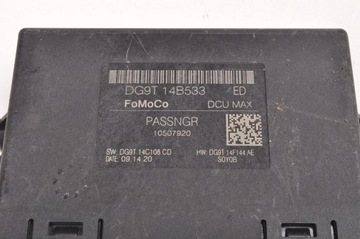 DG9T 14B533 ED
FoMoCo DCU MAX
PASSNGR
10507920
SW: DG9T 14C108 CD HW: DG9T 14F144 AE
DATE: 09.14.20 S0Y0B